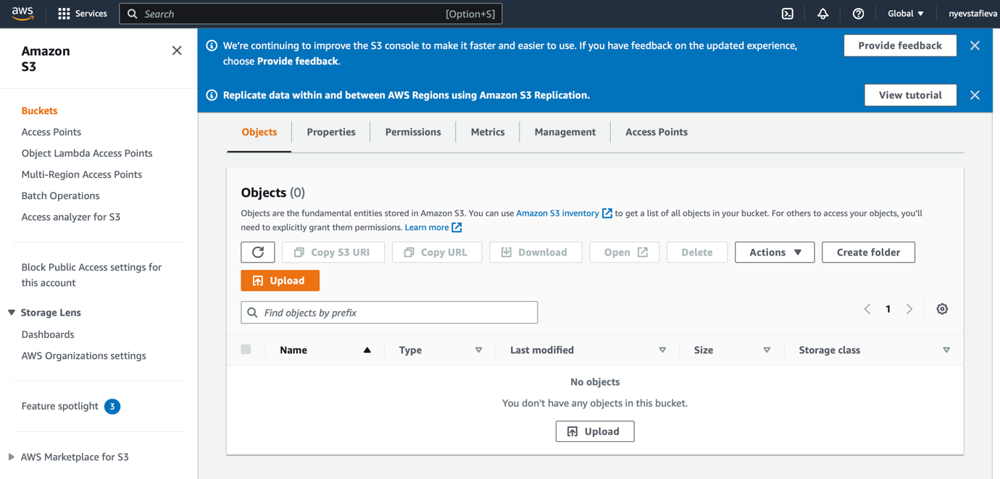 aws
Services
Search
[Option+S]
Global
nyevstafieva
Amazon
S3
Buckets
Access Points
Object Lambda Access Points
Multi-Region Access Points
Batch Operations
Access analyzer for S3
Block Public Access settings for
this account
Storage Lens
Dashboards
AWS Organizations settings
Feature spotlight 3
AWS Marketplace for S3
We're continuing to improve the S3 console to make it faster and easier to use. If you have feedback on the updated experience,
choose Provide feedback.
Provide feedback
Replicate data within and between AWS Regions using Amazon S3 Replication.
View tutorial
Objects
Properties
Permissions
Metrics
Management
Access Points
Objects (0)
Objects are the fundamental entities stored in Amazon S3. You can use Amazon S3 inventory to get a list of all objects in your bucket. For others to access your objects, you'll
need to explicitly grant them permissions. Learn more
Copy S3 URI
Copy URL
Download
Open
Delete
Actions
Create folder
Upload
Find objects by prefix
1
Name
Type
Last modified
Size
Storage class
No objects
You don't have any objects in this bucket.
Upload